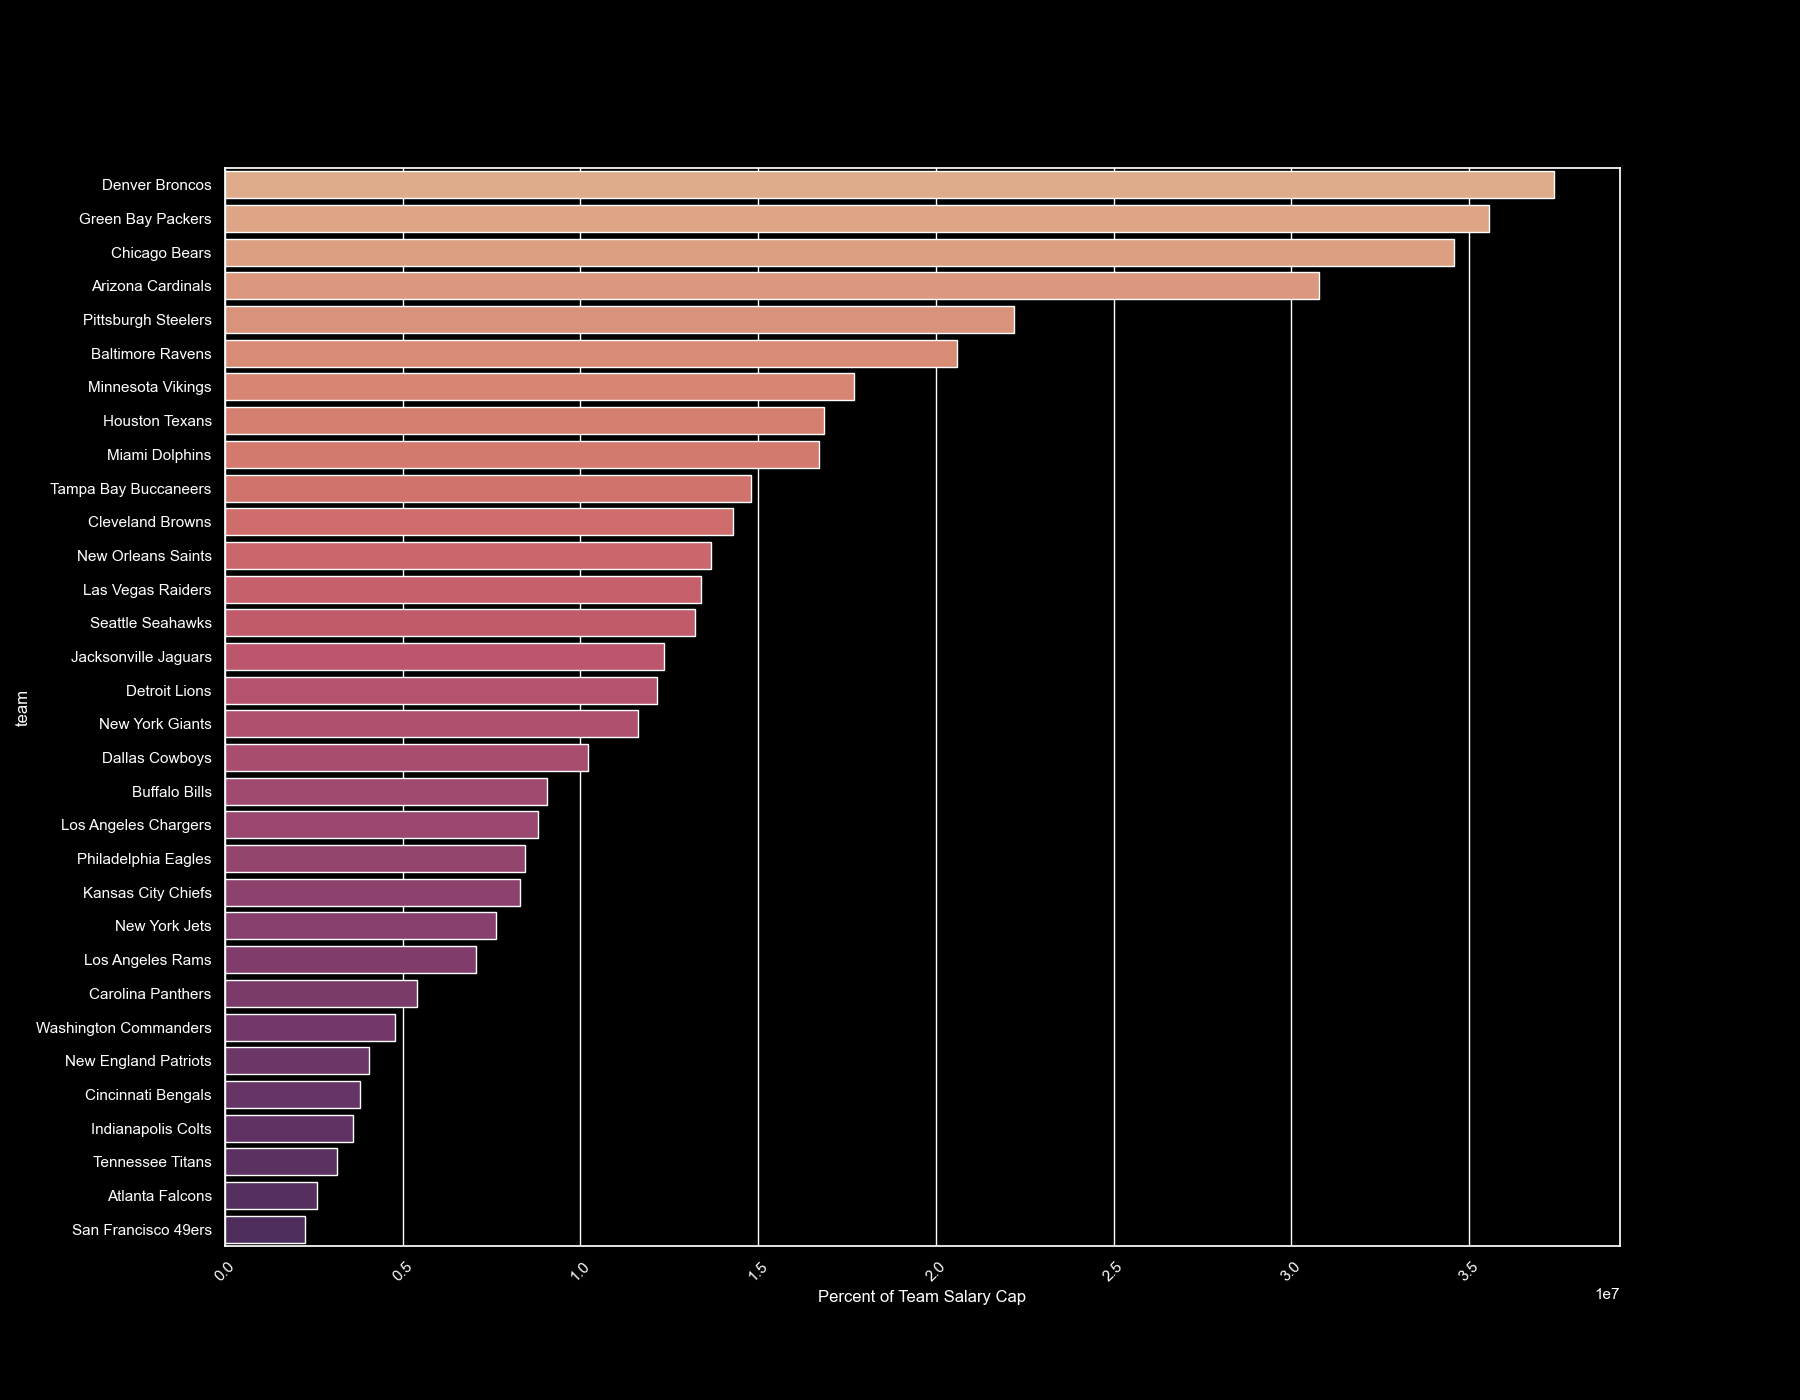 Denver Broncos
Green Bay Packers
Chicago Bears
Arizona Cardinals
Pittsburgh Steelers
Baltimore Ravens
Minnesota Vikings
Houston Texans
Miami Dolphins
Tampa Bay Buccaneers
Cleveland Browns
New Orleans Saints
Las Vegas Raiders
Seattle Seahawks
Jacksonville Jaguars
Detroit Lions
New York Giants
Dallas Cowboys
Buffalo Bills
Los Angeles Chargers
Philadelphia Eagles
Kansas City Chiefs
New York Jets
Los Angeles Rams
Carolina Panthers
Washington Commanders
New England Patriots
Cincinnati Bengals
Indianapolis Colts
Tennessee Titans
Atlanta Falcons
San Francisco 49ers
team
0.0 0.5 1.0 1.5 2.0 2.5 3.0 3.5
1e7
Percent of Team Salary Cap